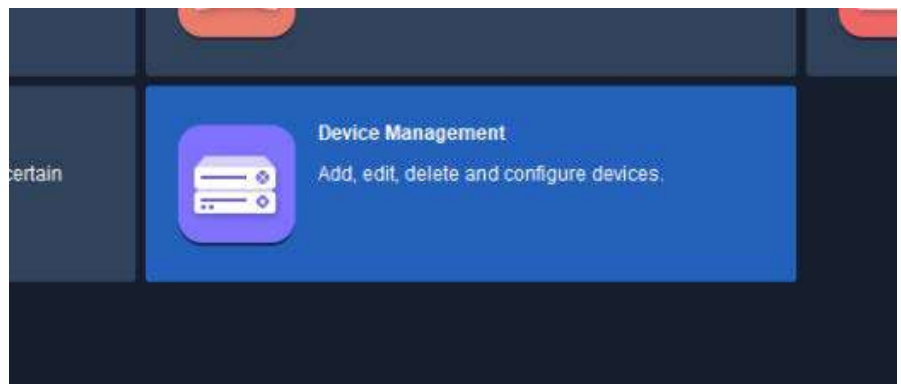 Device Management
certain
Add, edit, delete and configure devices.